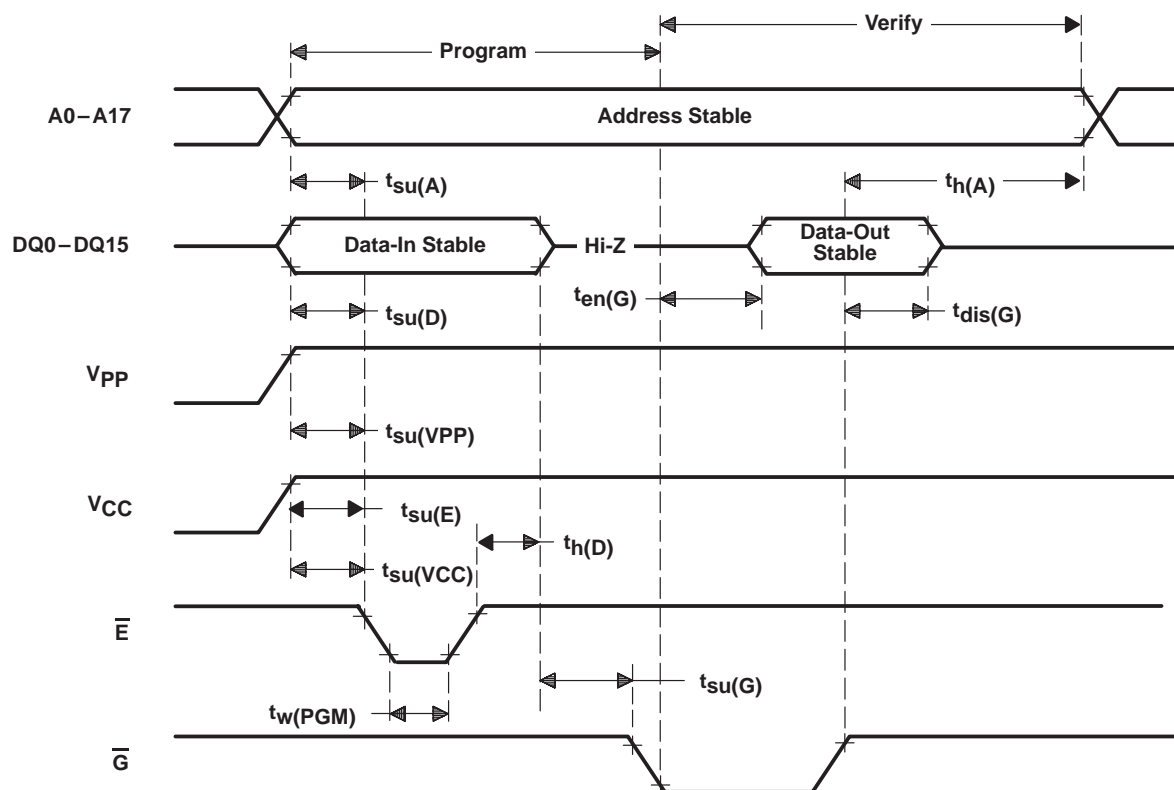 Verify
Program
A0–A17
Address Stable
tsu(A)
th(A)
DQ0–DQ15
Data-In Stable
Hi-Z
Data-Out
Stable
ten(G)
tsu(D)
tdis(G)
VPP
tsu(VPP)
VCC
tsu(E)
th(D)
tsu(VCC)
E̅
tsu(G)
tw(PGM)
G̅